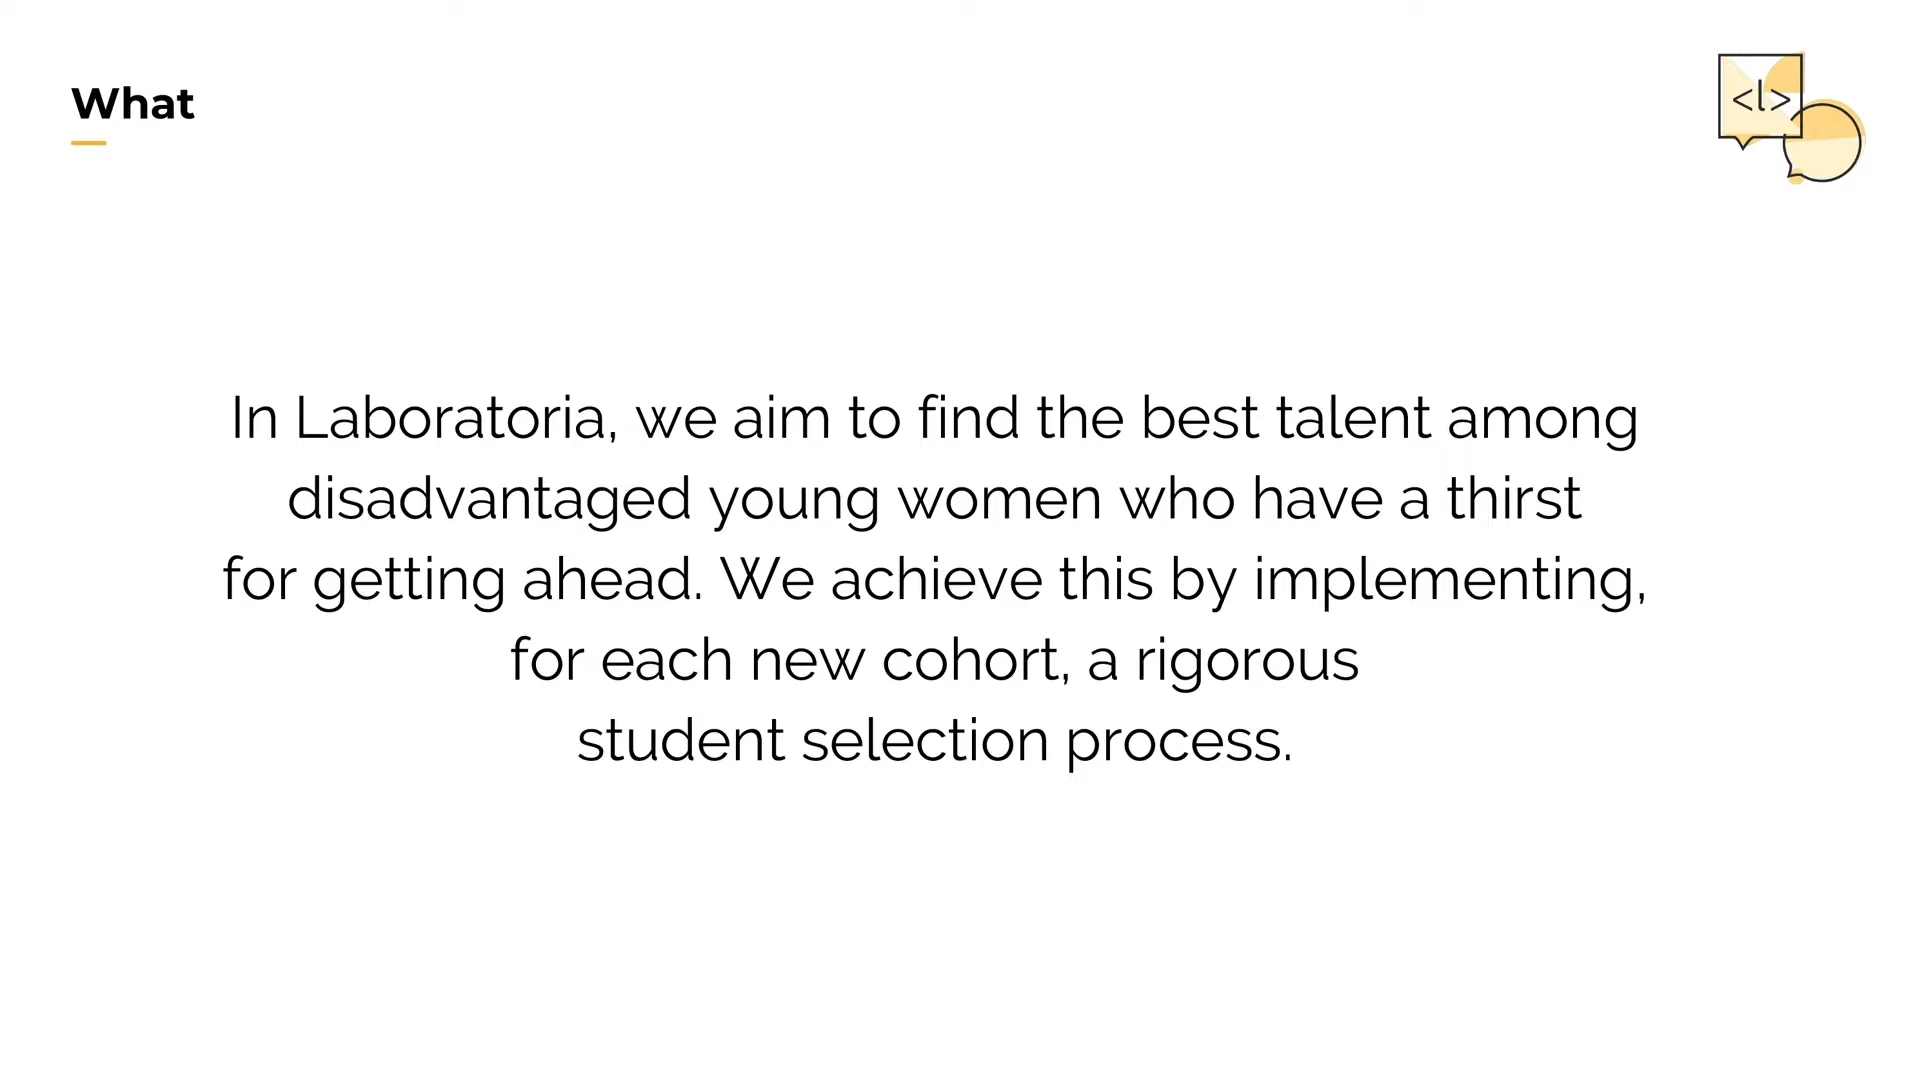 What
<l>
In Laboratoria, we aim to find the best talent among
disadvantaged young women who have a thirst
for getting ahead. We achieve this by implementing,
for each new cohort, a rigorous
student selection process.